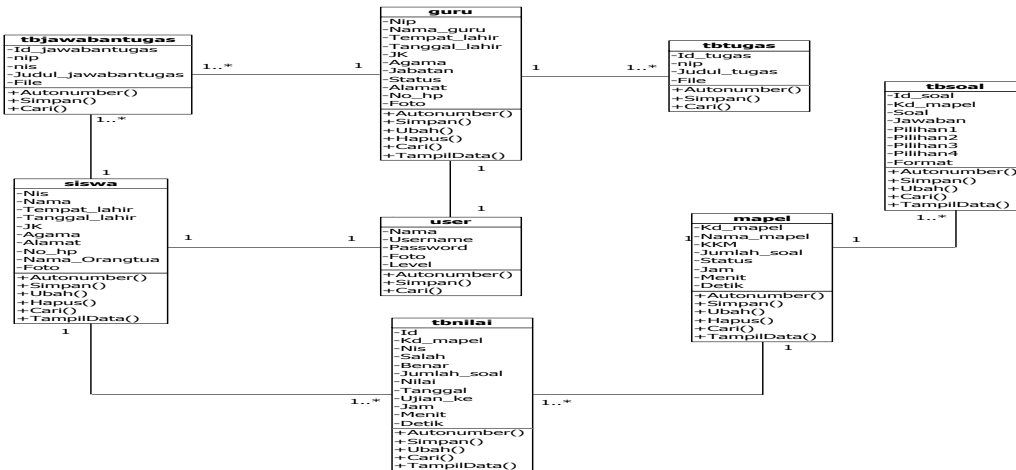 tbjawabantugas
-Id_jawabantugas
-nip
-nis
-Judul_jawabantugas
-File
+Autonumber()
+Simpan()
+Cari()
1..*
1
1..*
1
guru
-Nip
-Nama_guru
-Tempat_lahir
-Tanggal_lahir
-JK
-Agama
-Jabatan
-Status
-Alamat
-No_hp
-Foto
+Autonumber()
+Simpan()
+Ubah()
+Hapus()
+Cari()
+TampilData()
1
1..*
1
1
tbtugas
-Id_tugas
-nip
-Judul_tugas
-File
+Autonumber()
+Simpan()
+Cari()
tbsoal
-Id_soal
-Kd_mapel
-Soal
-Jawaban
-Pilihan1
-Pilihan2
-Pilihan3
-Pilihan4
-Format
+Autonumber()
+Simpan()
+Ubah()
+Cari()
+TampilData()
1..*
siswa
-Nis
-Nama
-Tempat_lahir
-Tanggal_lahir
-JK
-Agama
-Alamat
-No_hp
-Nama_Orangtua
-Foto
+Autonumber()
+Simpan()
+Ubah()
+Hapus()
+Cari()
+TampilData()
1
1
1
user
-Nama
-Username
-Password
-Foto
-Level
+Autonumber()
+Simpan()
+Cari()
mapel
-Kd_mapel
-Nama_mapel
-KKM
-Jumlah_soal
-Status
-Jam
-Menit
-Detik
+Autonumber()
+Simpan()
+Ubah()
+Hapus()
+Cari()
+TampilData()
1
1
1
tbnilai
-Id
-Kd_mapel
-Nis
-Salah
-Benar
-Jumlah_soal
-Nilai
-Tanggal
-Ujian_ke
-Jam
-Menit
-Detik
+Autonumber()
+Simpan()
+Ubah()
+Cari()
+TampilData()
1..*
1..*